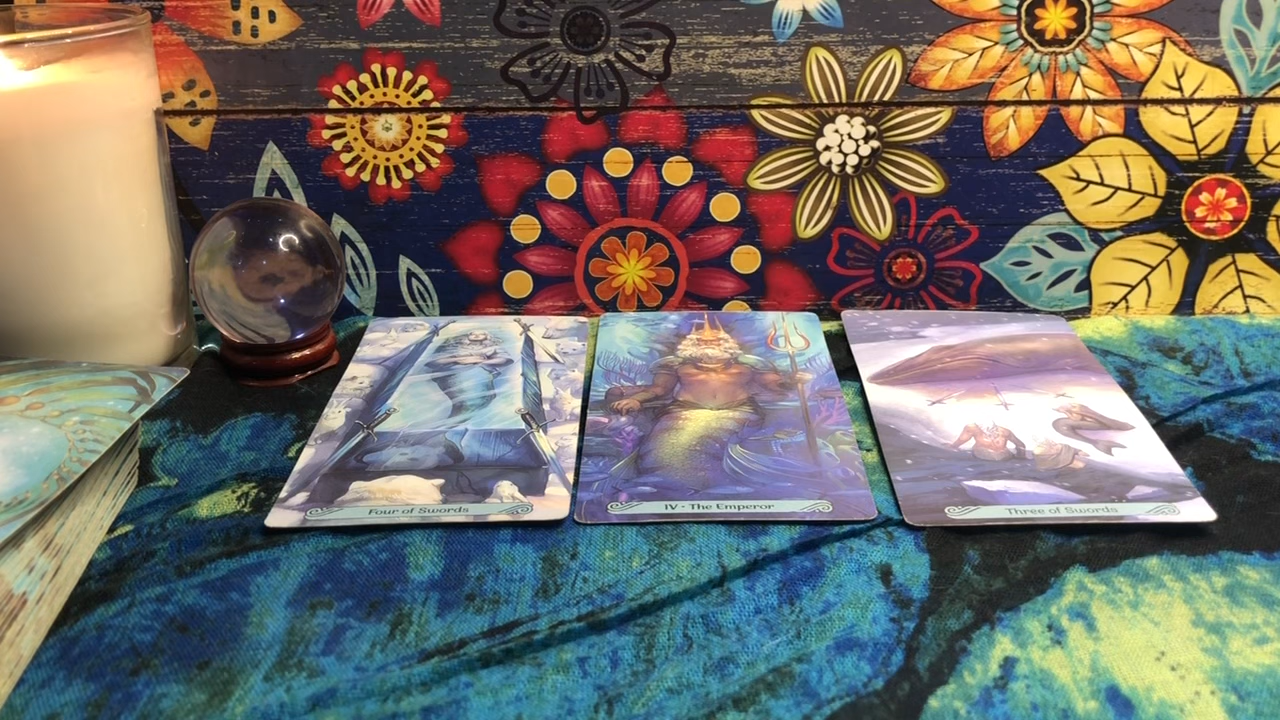 Four of Swords
IV • The Emperor
Three of Swords